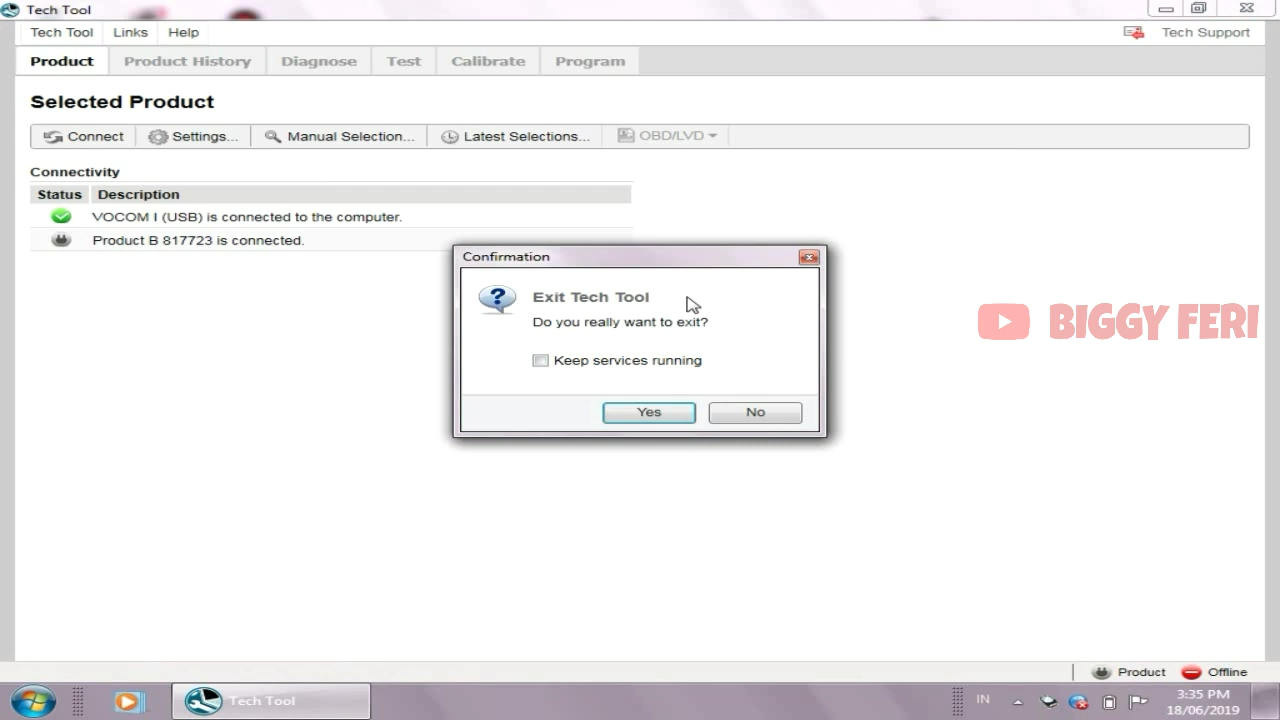 Tech Tool
Tech Tool Links Help Tech Support
Product Product History Diagnose Test Calibrate Program
Selected Product
Connect Settings... Manual Selection... Latest Selections... OBD/LVD
Connectivity
Status Description
VOCOM I (USB) is connected to the computer.
Product B 817723 is connected.
Confirmation
Exit Tech Tool
Do you really want to exit?
Keep services running
Yes No
BIGGY FERI
Product Offline
Tech Tool
IN
3:35 PM
18/06/2019